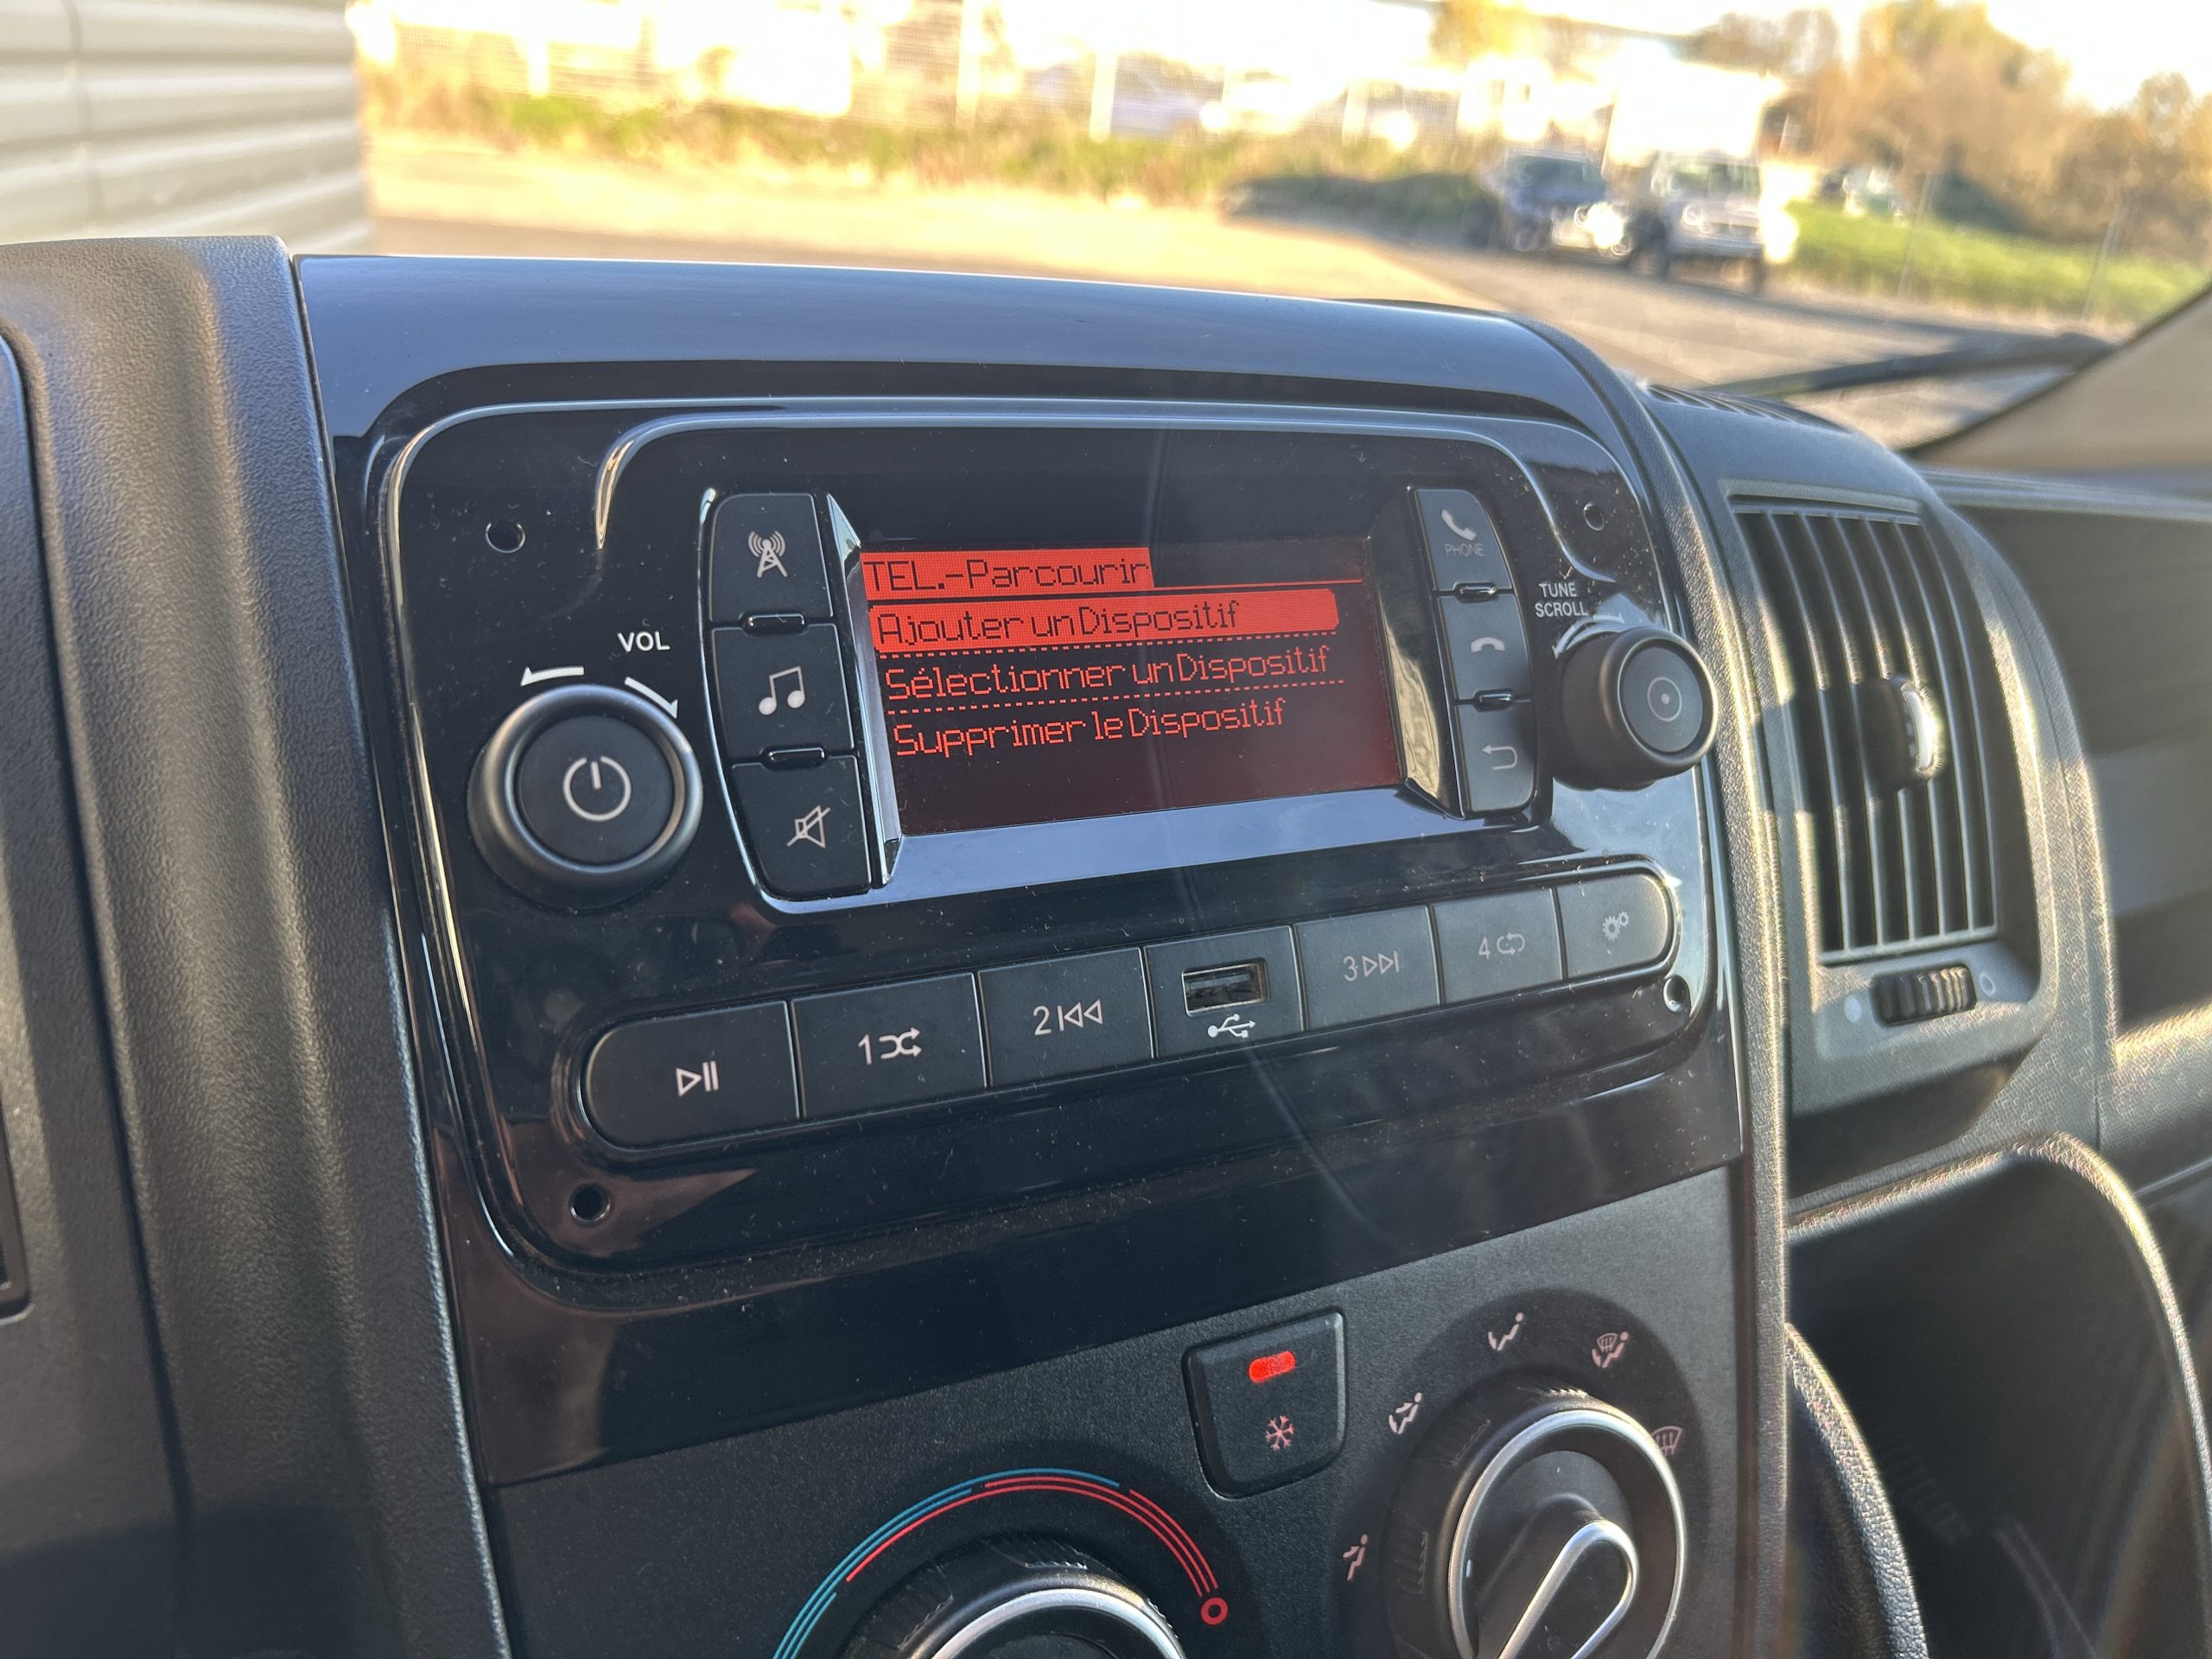 TEL.-Parcourir
Ajouter un Dispositif
Sélectionner un Dispositif
Supprimer le Dispositif
VOL
PHONE
TUNE
SCROLL
1
2
3
4